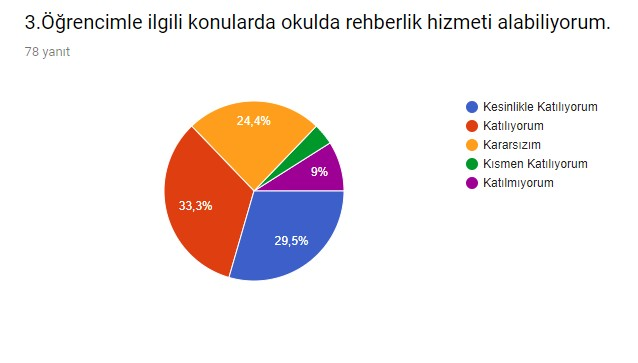 3.Öğrencimle ilgili konularda okulda rehberlik hizmeti alabiliyorum.
78 yanıt
Kesinlikle Katılıyorum
Katılıyorum
Kararsızım
Kısmen Katılıyorum
Katılmıyorum
24,4%
9%
33,3%
29,5%